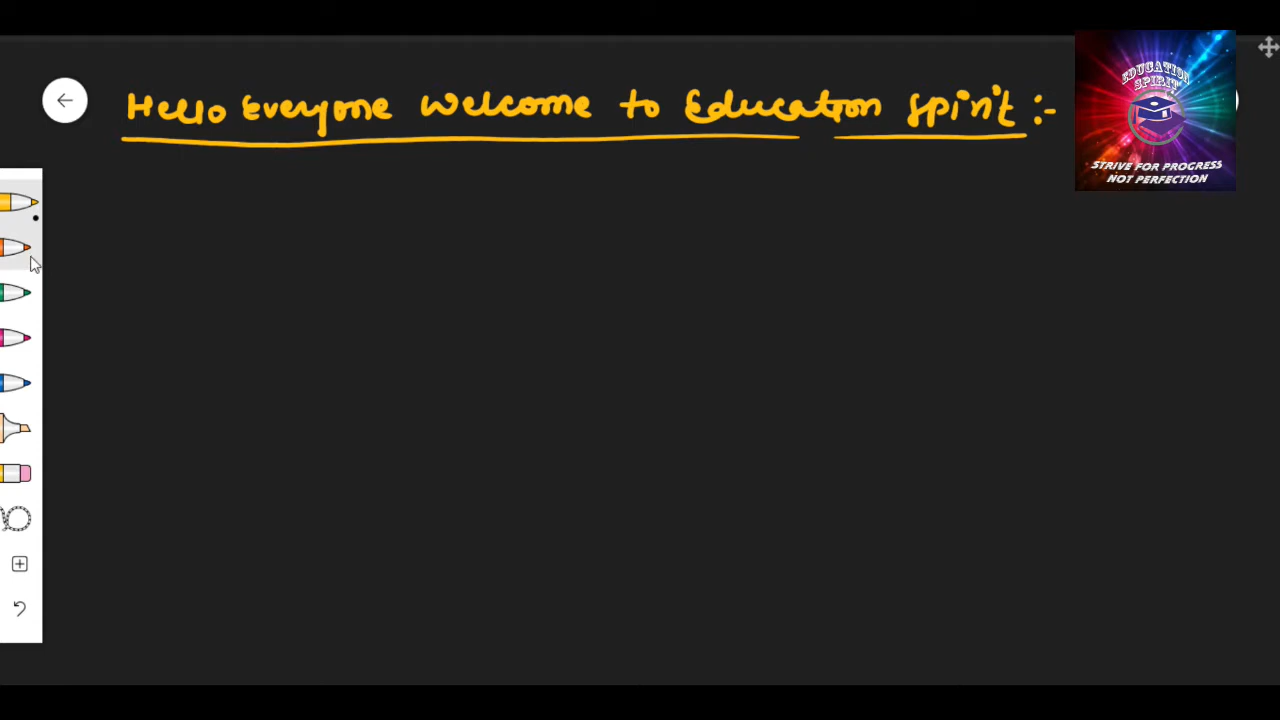 Hello Everyone Welcome to Education spirit :-
EDUCATION
SPIRIT
STRIVE FOR PROGRESS
NOT PERFECTION